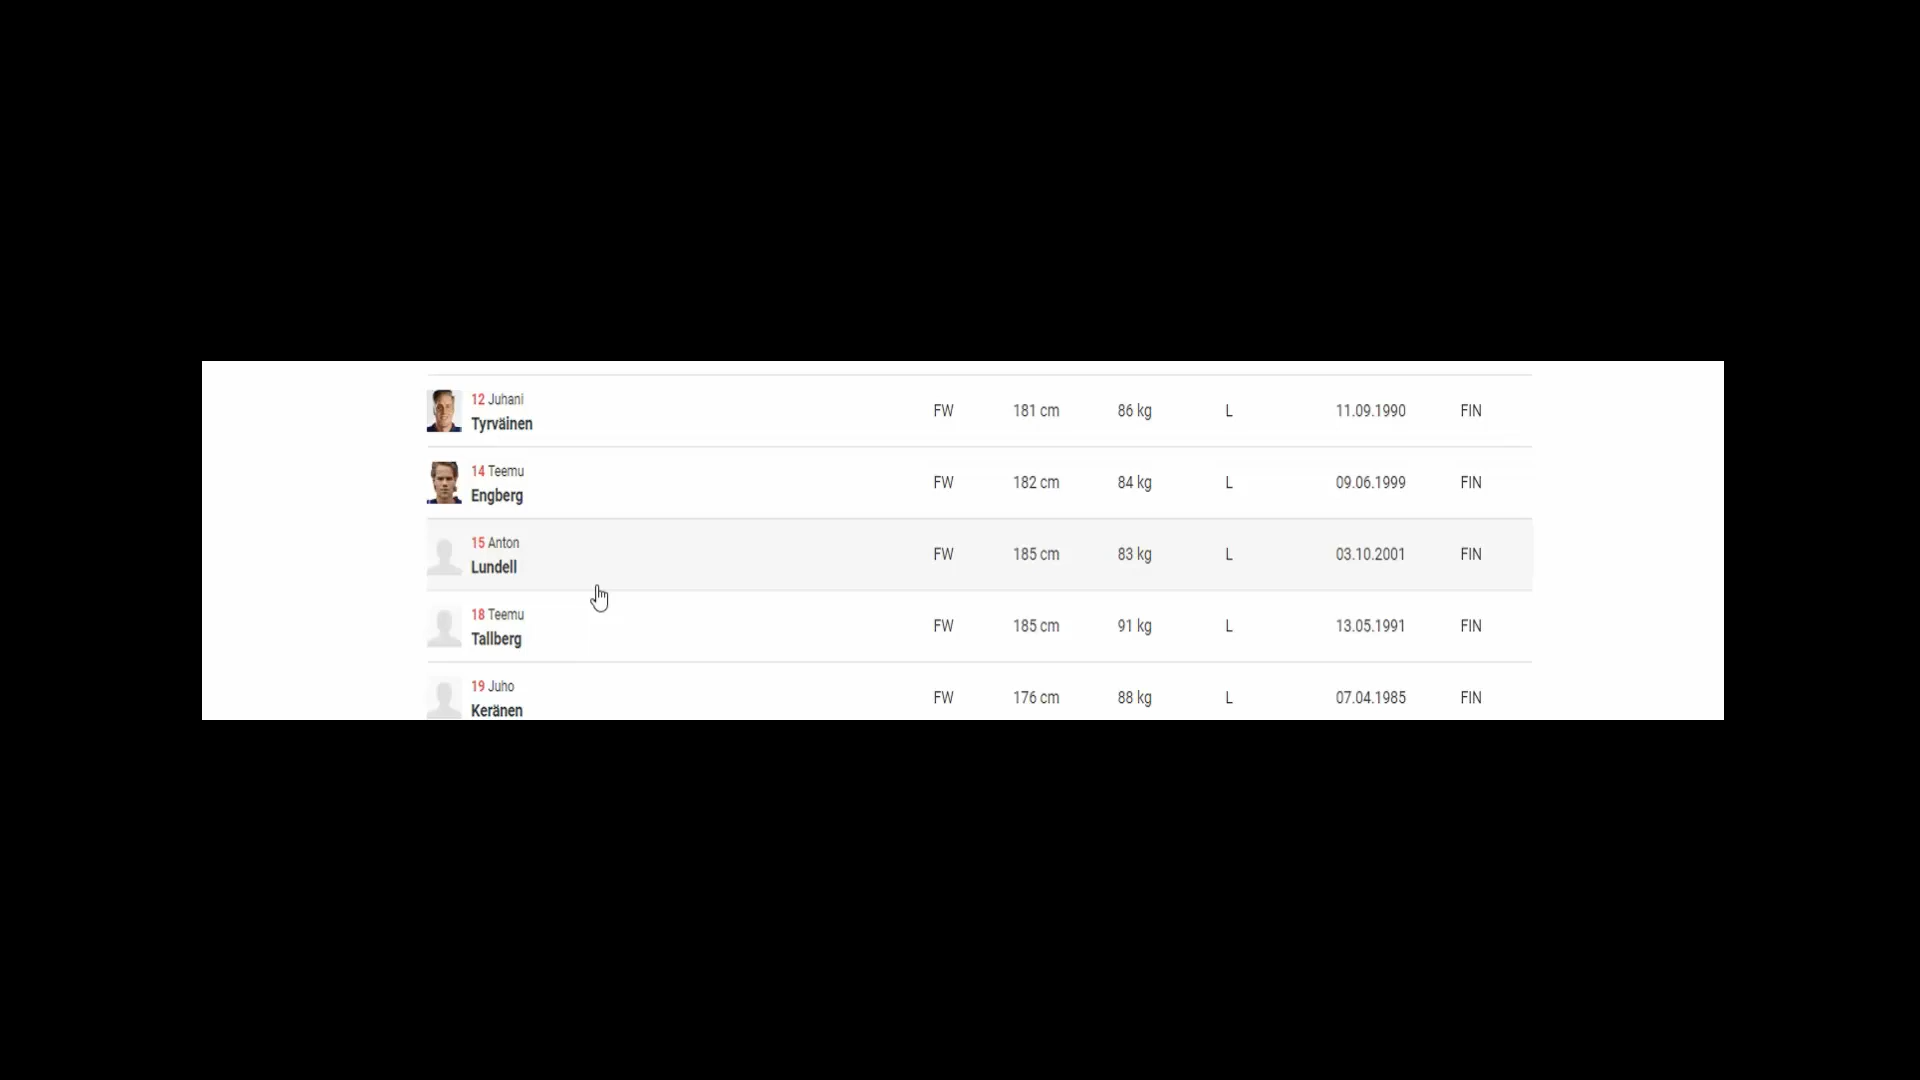 12 Juhani
Tyrväinen
FW 181 cm 86 kg L 11.09.1990 FIN
14 Teemu
Engberg
FW 182 cm 84 kg L 09.06.1999 FIN
15 Anton
Lundell
FW 185 cm 83 kg L 03.10.2001 FIN
18 Teemu
Tallberg
FW 185 cm 91 kg L 13.05.1991 FIN
19 Juho
Keränen
FW 176 cm 88 kg L 07.04.1985 FIN